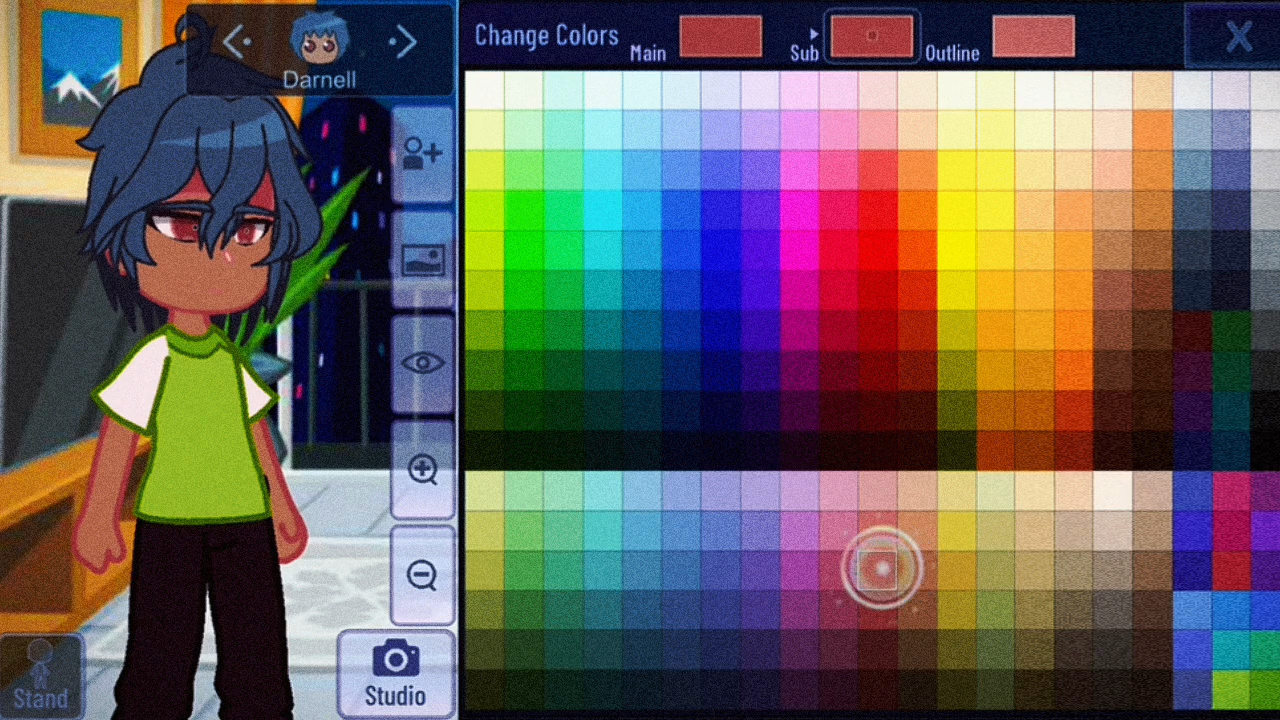 Darnell
Change Colors
Main
Sub
Outline
X
Stand
Studio